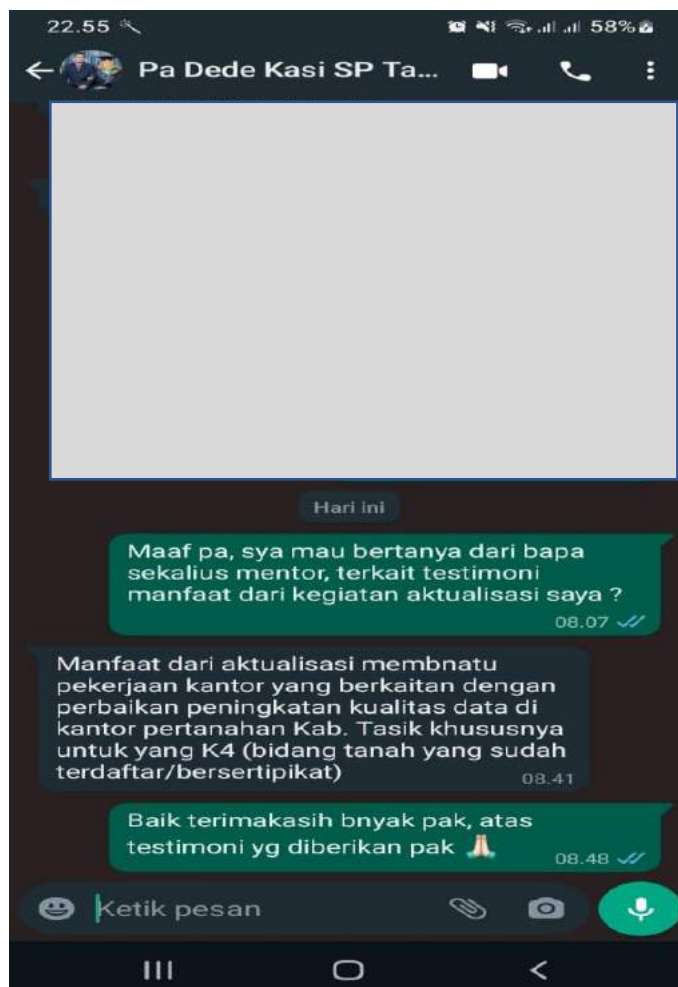 22.55 58%
Pa Dede Kasi SP Ta...
Hari ini
Maaf pa, sya mau bertanya dari bapa
sekalius mentor, terkait testimoni
manfaat dari kegiatan aktualisasi saya ?
08.07
Manfaat dari aktualisasi membnatu
pekerjaan kantor yang berkaitan dengan
perbaikan peningkatan kualitas data di
kantor pertanahan Kab. Tasik khususnya
untuk yang K4 (bidang tanah yang sudah
terdaftar/bersertipikat)
08.41
Baik terimakasih bnyak pak, atas
testimoni yg diberikan pak 🙏🏻
08.48
Ketik pesan